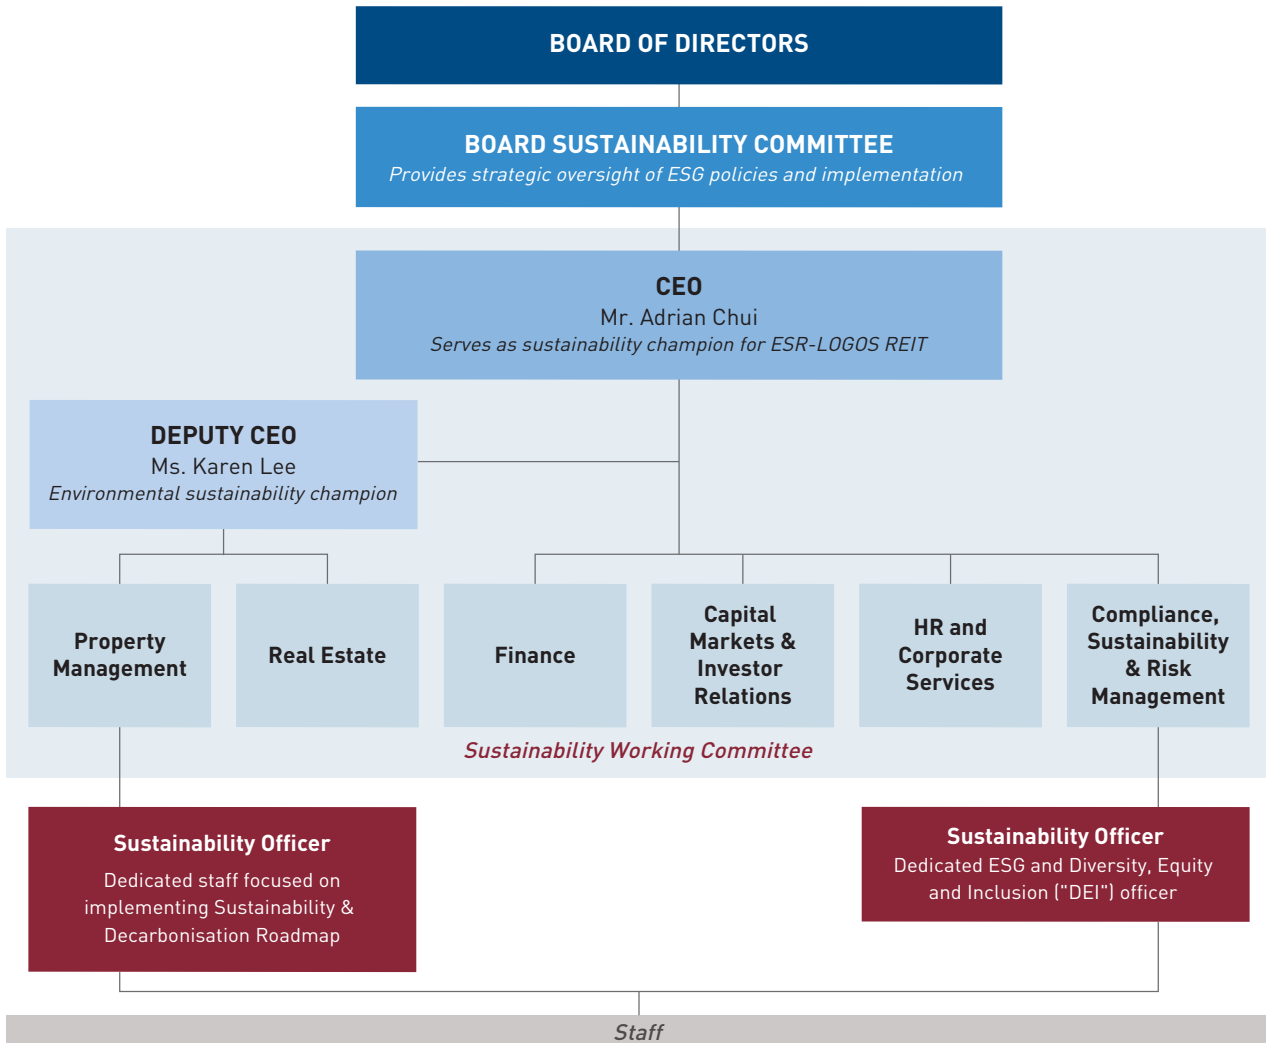 BOARD OF DIRECTORS
BOARD SUSTAINABILITY COMMITTEE
Provides strategic oversight of ESG policies and implementation
CEO
Mr. Adrian Chui
Serves as sustainability champion for ESR-LOGOS REIT
DEPUTY CEO
Ms. Karen Lee
Environmental sustainability champion
Property
Management
Real Estate
Finance
Capital
Markets &
Investor
Relations
HR and
Corporate
Services
Compliance,
Sustainability
& Risk
Management
Sustainability Working Committee
Sustainability Officer
Dedicated staff focused on
implementing Sustainability &
Decarbonisation Roadmap
Sustainability Officer
Dedicated ESG and Diversity, Equity
and Inclusion ("DEI") officer
Staff